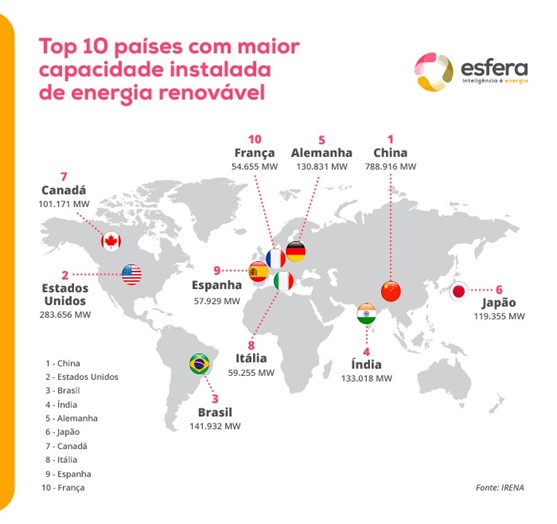 Top 10 países com maior
capacidade instalada
de energia renovável
esfera
inteligência é energia
10
França
54.655 MW
5
Alemanha
130.831 MW
1
China
788.916 MW
7
Canadá
101.171 MW
2
Estados
Unidos
283.656 MW
9
Espanha
57.929 MW
6
Japão
119.355 MW
8
Itália
59.255 MW
4
Índia
133.018 MW
3
Brasil
141.932 MW
1 - China
2 - Estados Unidos
3 - Brasil
4 - Índia
5 - Alemanha
6 - Japão
7 - Canadá
8 - Itália
9 - Espanha
10 - França
Fonte: IRENA